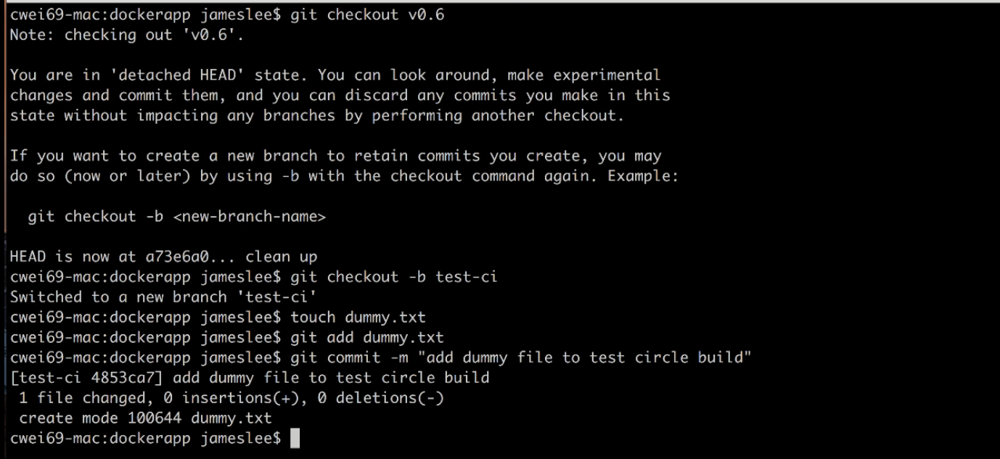 cwei69-mac:dockerapp jameslee$ git checkout v0.6
Note: checking out 'v0.6'.
You are in 'detached HEAD' state. You can look around, make experimental
changes and commit them, and you can discard any commits you make in this
state without impacting any branches by performing another checkout.
If you want to create a new branch to retain commits you create, you may
do so (now or later) by using -b with the checkout command again. Example:
git checkout -b <new-branch-name>
HEAD is now at a73e6a0... clean up
cwei69-mac:dockerapp jameslee$ git checkout -b test-ci
Switched to a new branch 'test-ci'
cwei69-mac:dockerapp jameslee$ touch dummy.txt
cwei69-mac:dockerapp jameslee$ git add dummy.txt
cwei69-mac:dockerapp jameslee$ git commit -m "add dummy file to test circle build"
[test-ci 4853ca7] add dummy file to test circle build
1 file changed, 0 insertions(+), 0 deletions(-)
create mode 100644 dummy.txt
cwei69-mac:dockerapp jameslee$